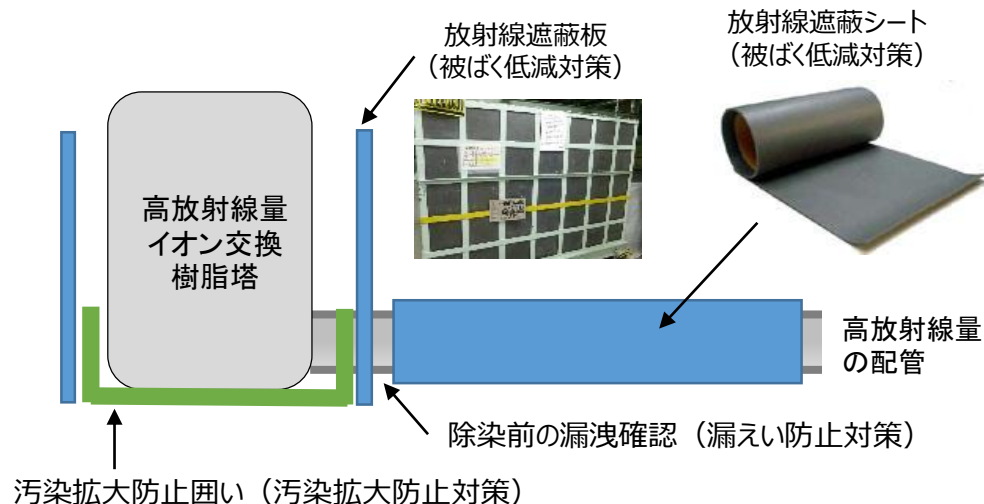 放射線遮蔽板
（被ばく低減対策）
放射線遮蔽シート
（被ばく低減対策）
高放射線量
イオン交換
樹脂塔
高放射線量
の配管
除染前の漏洩確認（漏えい防止対策）
汚染拡大防止囲い（汚染拡大防止対策）